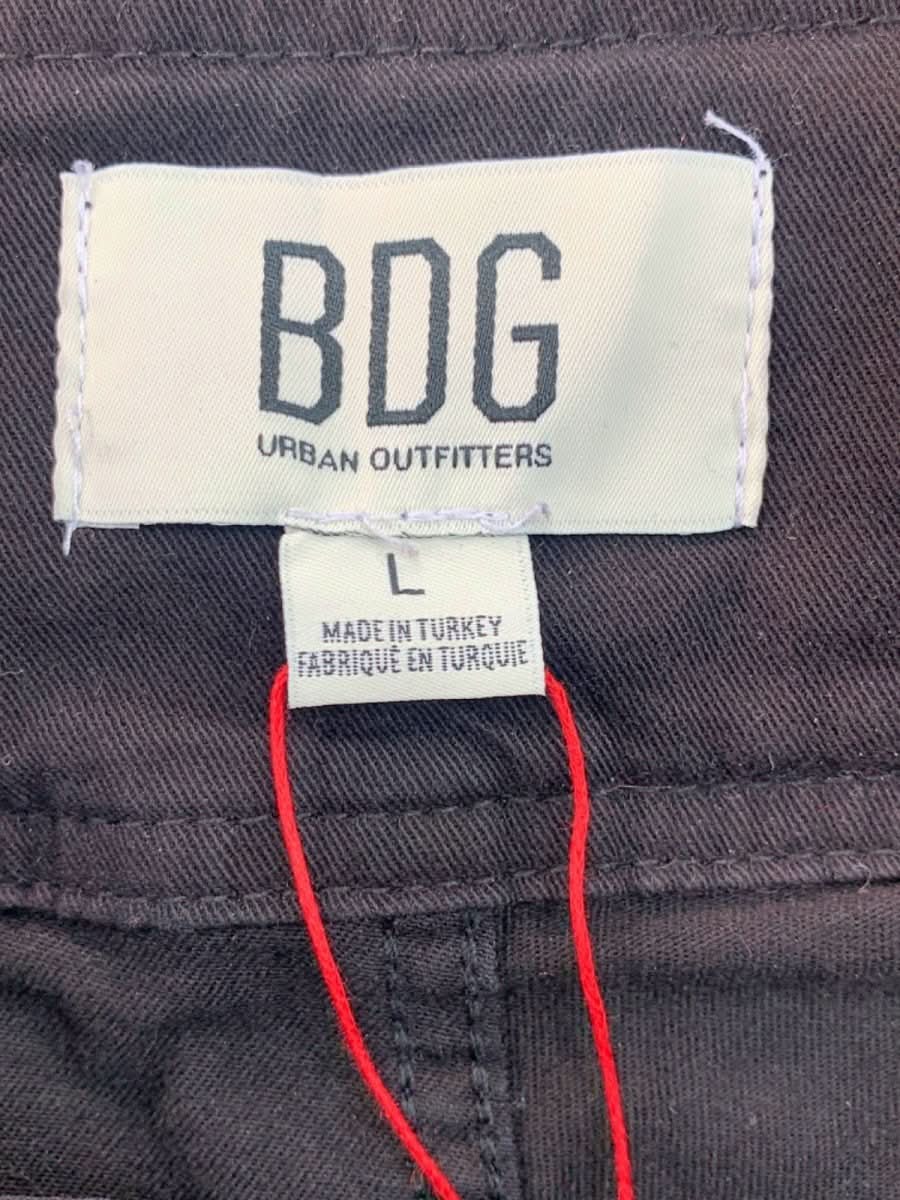 BDG
URBAN OUTFITTERS
L
MADE IN TURKEY
FABRIQUÉ EN TURQUIE